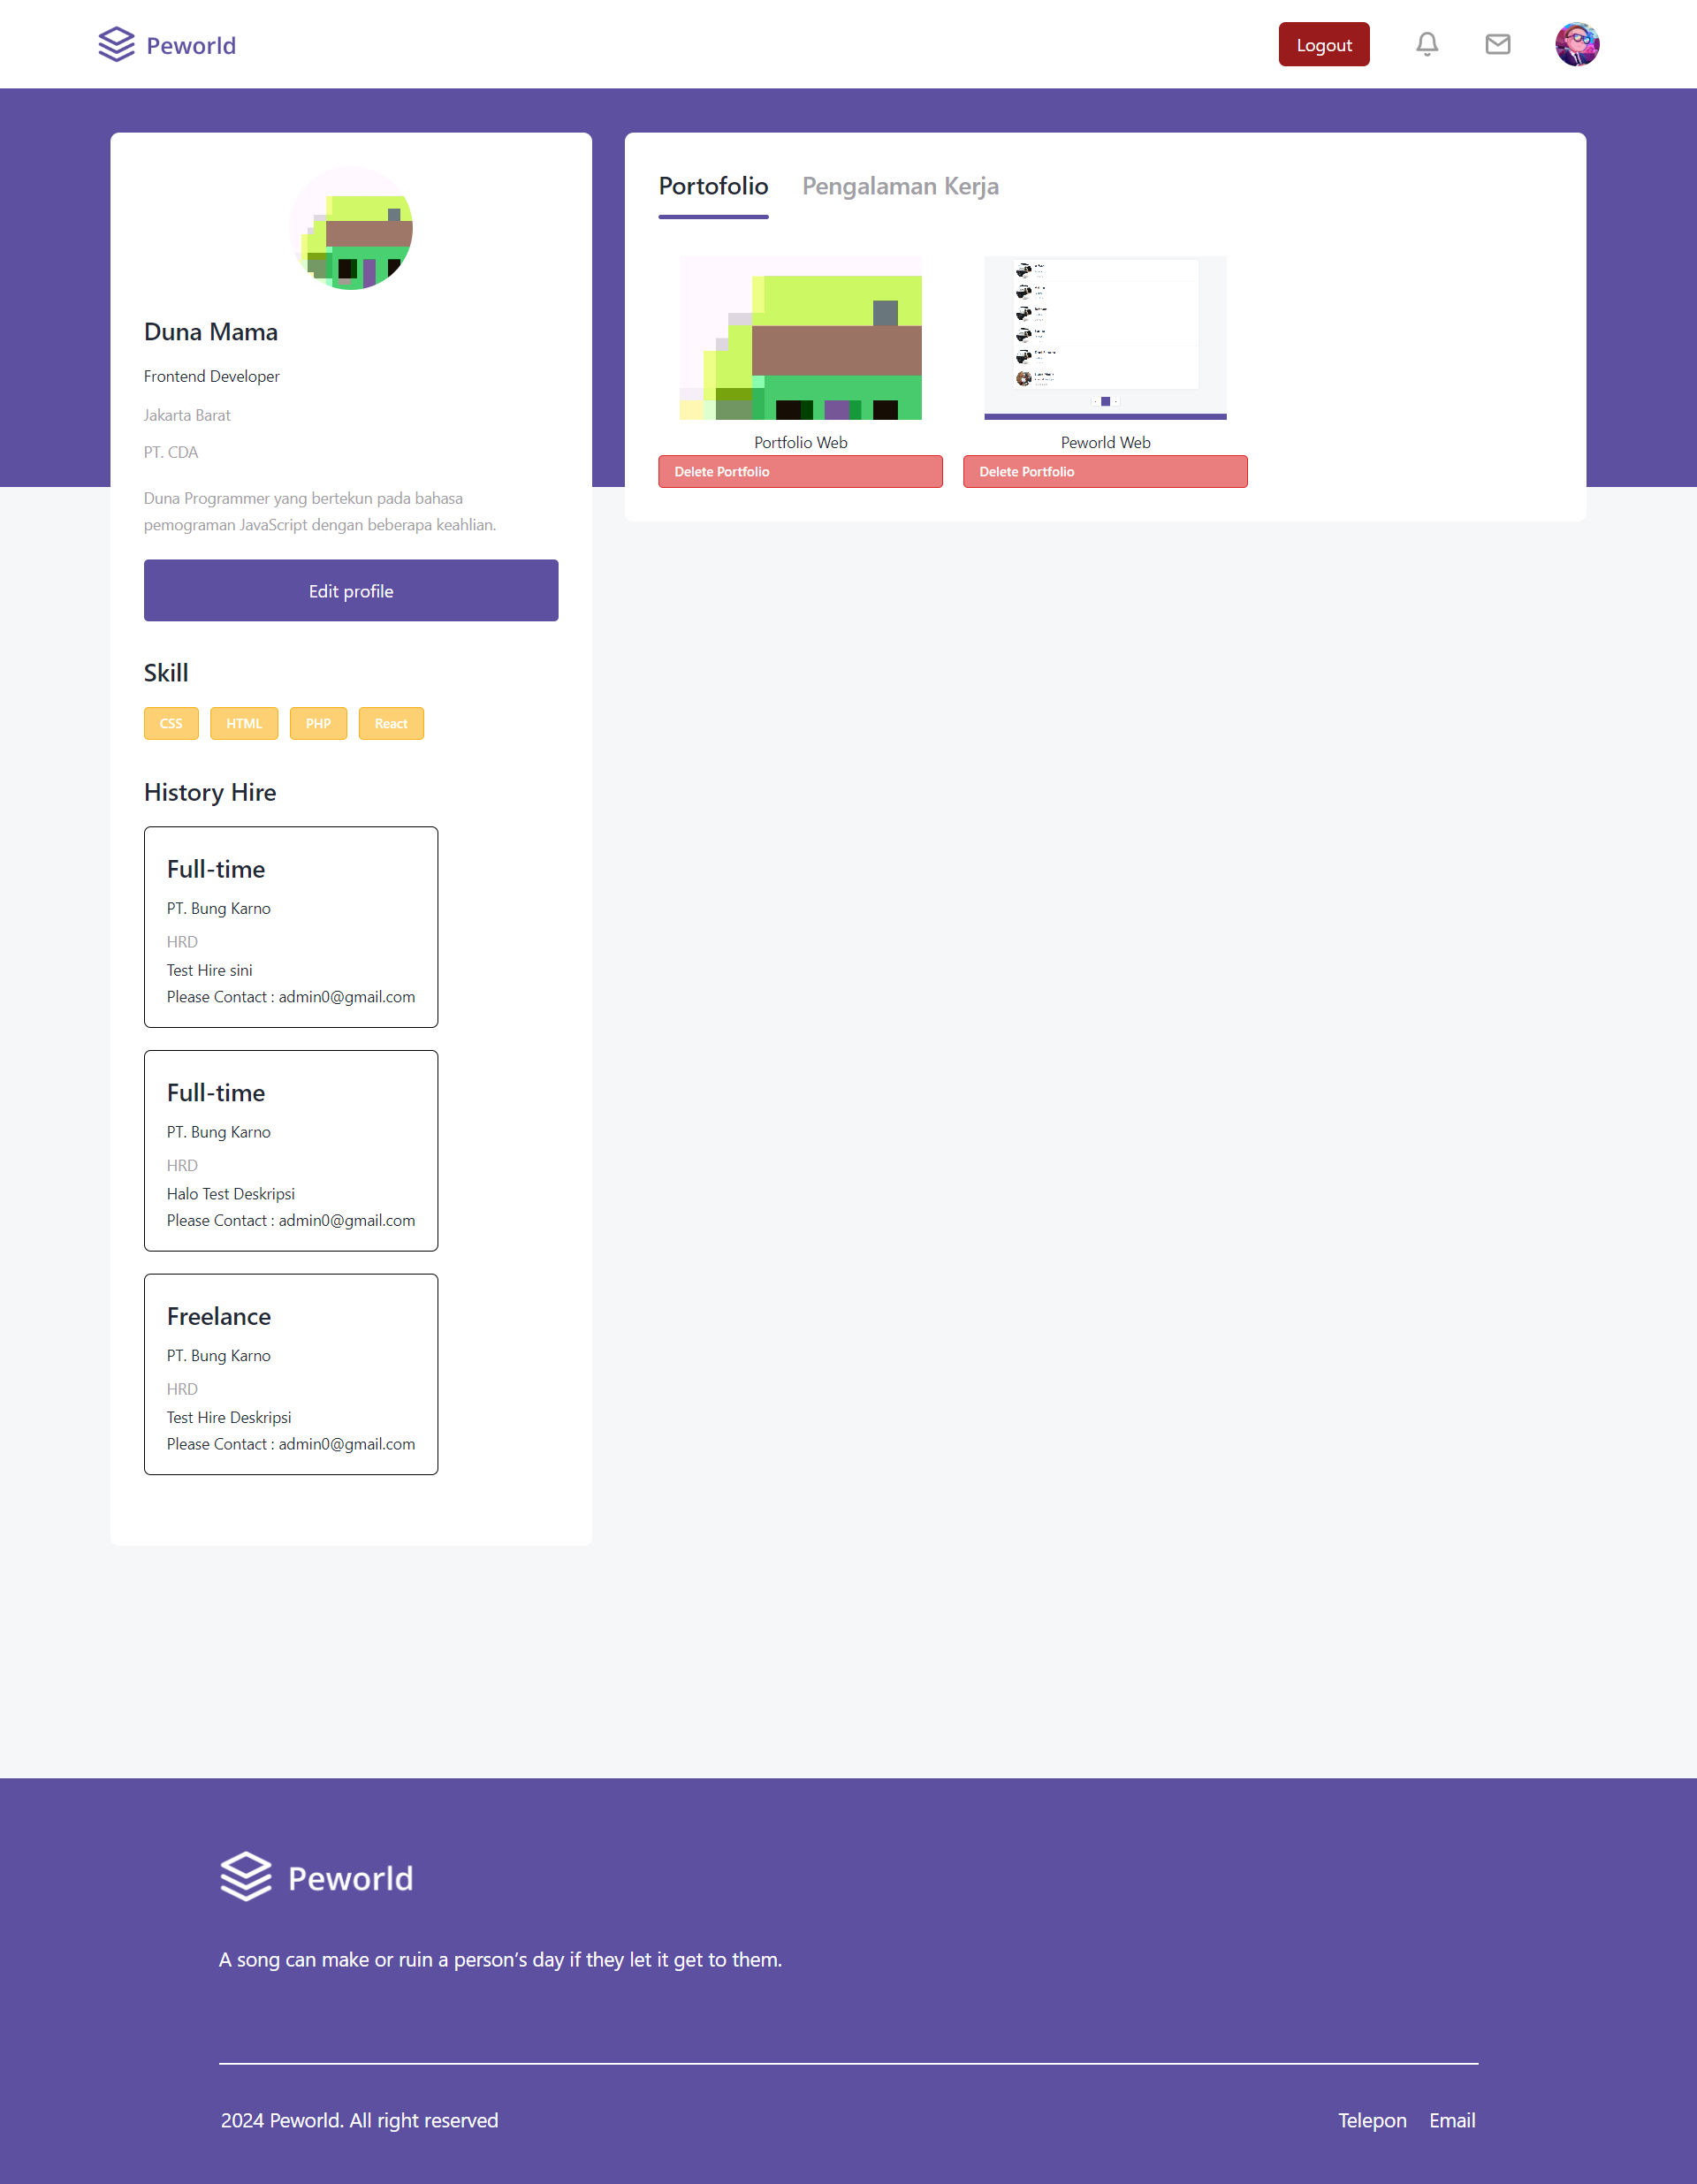 Peworld
Logout
Duna Mama
Frontend Developer
Jakarta Barat
PT. CDA
Duna Programmer yang bertekun pada bahasa
pemograman JavaScript dengan beberapa keahlian.
Edit profile
Skill
CSS HTML PHP React
History Hire
Full-time
PT. Bung Karno
HRD
Test Hire sini
Please Contact : admin0@gmail.com
Full-time
PT. Bung Karno
HRD
Halo Test Deskripsi
Please Contact : admin0@gmail.com
Freelance
PT. Bung Karno
HRD
Test Hire Deskripsi
Please Contact : admin0@gmail.com
Portofolio Pengalaman Kerja
Portfolio Web
Delete Portfolio
Peworld Web
Delete Portfolio
Peworld
A song can make or ruin a person’s day if they let it get to them.
2024 Peworld. All right reserved
Telepon Email